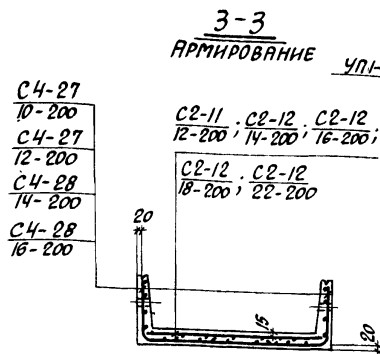 3-3
АРМИРОВАНИЕ
УП1-
С4-27
10-200
С4-27
12-200
С4-28
14-200
С4-28
16-200
С2-11 ; С2-12 ; С2-12 ;
12-200 14-200 16-200
С2-12 ; С2-12
18-200 22-200
20
15
20